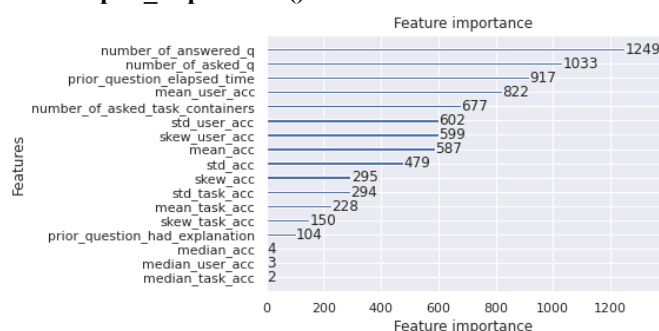 Feature importance
number_of_answered_q 1249
number_of_asked_q 1033
prior_question_elapsed_time 917
mean_user_acc 822
number_of_asked_task_containers 677
std_user_acc 602
skew_user_acc 599
mean_acc 587
std_acc 479
skew_acc 295
std_task_acc 294
mean_task_acc 228
skew_task_acc 150
prior_question_had_explanation 104
median_acc 4
median_user_acc 3
median_task_acc 2
Features
0 200 400 600 800 1000 1200
Feature importance